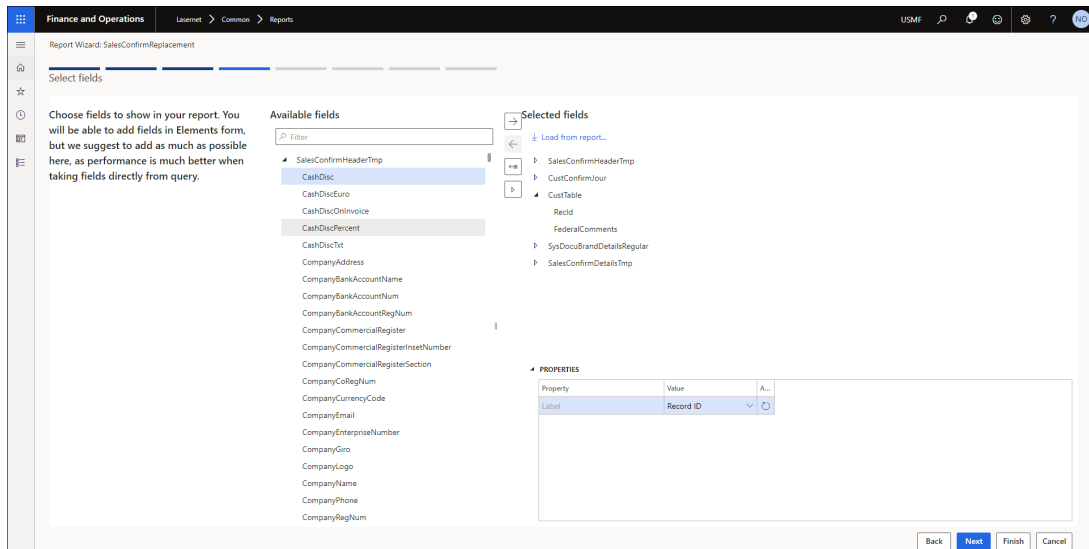 Finance and Operations
Lasernet > Common > Reports
USMF
1
?
NO
Report Wizard: SalesConfirmReplacement
Select fields
Choose fields to show in your report. You
will be able to add fields in Elements form,
but we suggest to add as much as possible
here, as performance is much better when
taking fields directly from query.
Available fields
Filter
SalesConfirmHeaderTmp
CashDisc
CashDiscEuro
CashDiscOnInvoice
CashDiscPercent
CashDiscTxt
CompanyAddress
CompanyBankAccountName
CompanyBankAccountNum
CompanyBankAccountRegNum
CompanyCommercialRegister
CompanyCommercialRegisterInsetNumber
CompanyCommercialRegisterSection
CompanyCoRegNum
CompanyCurrencyCode
CompanyEmail
CompanyEnterpriseNumber
CompanyGiro
CompanyLogo
CompanyName
CompanyPhone
CompanyRegNum
Selected fields
Load from report...
SalesConfirmHeaderTmp
CustConfirmJour
CustTable
RecId
FederalComments
SysDocuBrandDetailsRegular
SalesConfirmDetailsTmp
PROPERTIES
Property Value A...
Label Record ID
Back Next Finish Cancel